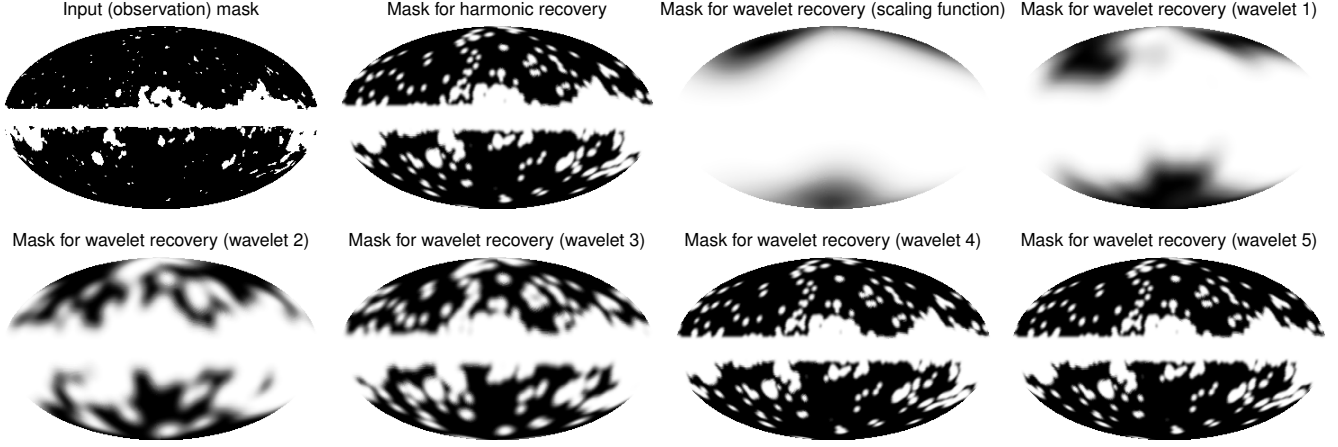 Input (observation) mask
Mask for harmonic recovery
Mask for wavelet recovery (scaling function)
Mask for wavelet recovery (wavelet 1)
Mask for wavelet recovery (wavelet 2)
Mask for wavelet recovery (wavelet 3)
Mask for wavelet recovery (wavelet 4)
Mask for wavelet recovery (wavelet 5)